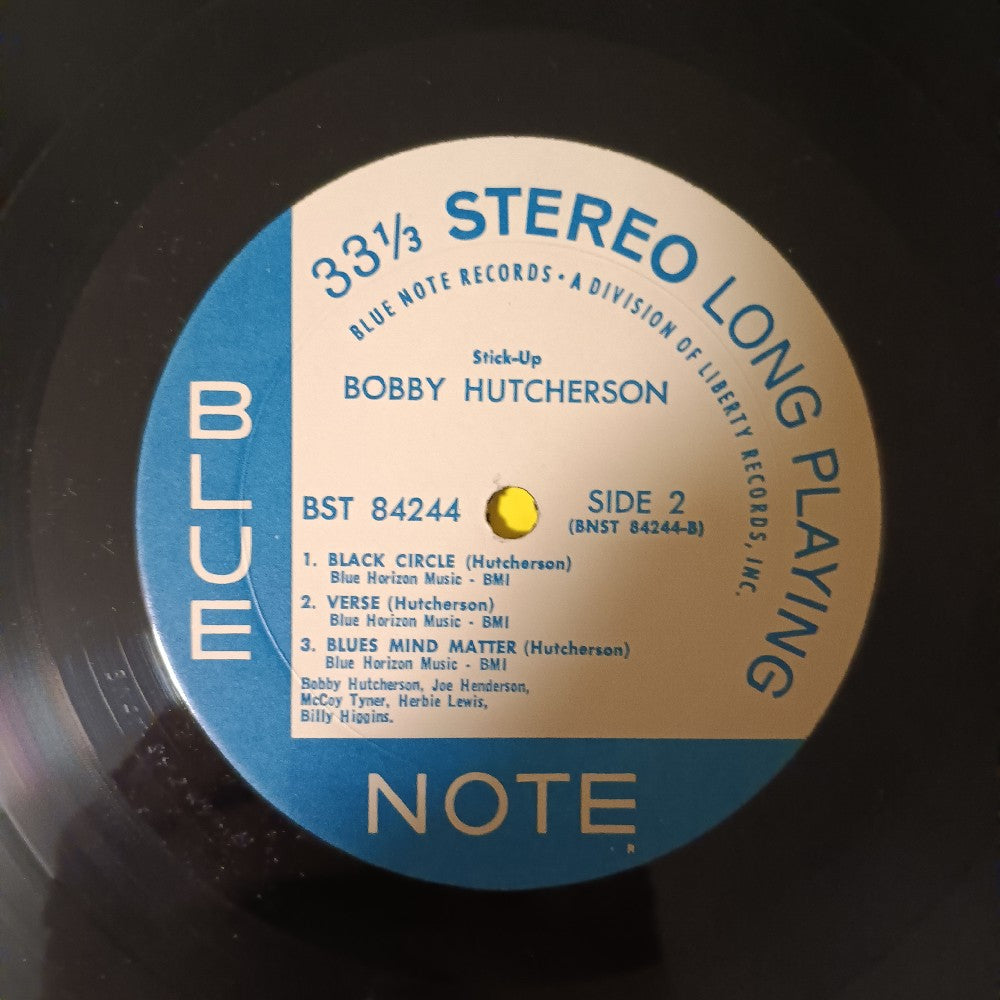 33⅓ STEREO LONG PLAYING
BLUE NOTE RECORDS • A DIVISION OF LIBERTY RECORDS, INC.
Stick-Up
BOBBY HUTCHERSON
BST 84244
SIDE 2
(BNST 84244-B)
1. BLACK CIRCLE (Hutcherson)
Blue Horizon Music - BMI
2. VERSE (Hutcherson)
Blue Horizon Music - BMI
3. BLUES MIND MATTER (Hutcherson)
Blue Horizon Music - BMI
Bobby Hutcherson, Joe Henderson,
McCoy Tyner, Herbie Lewis,
Billy Higgins.
BLUE
NOTE
R